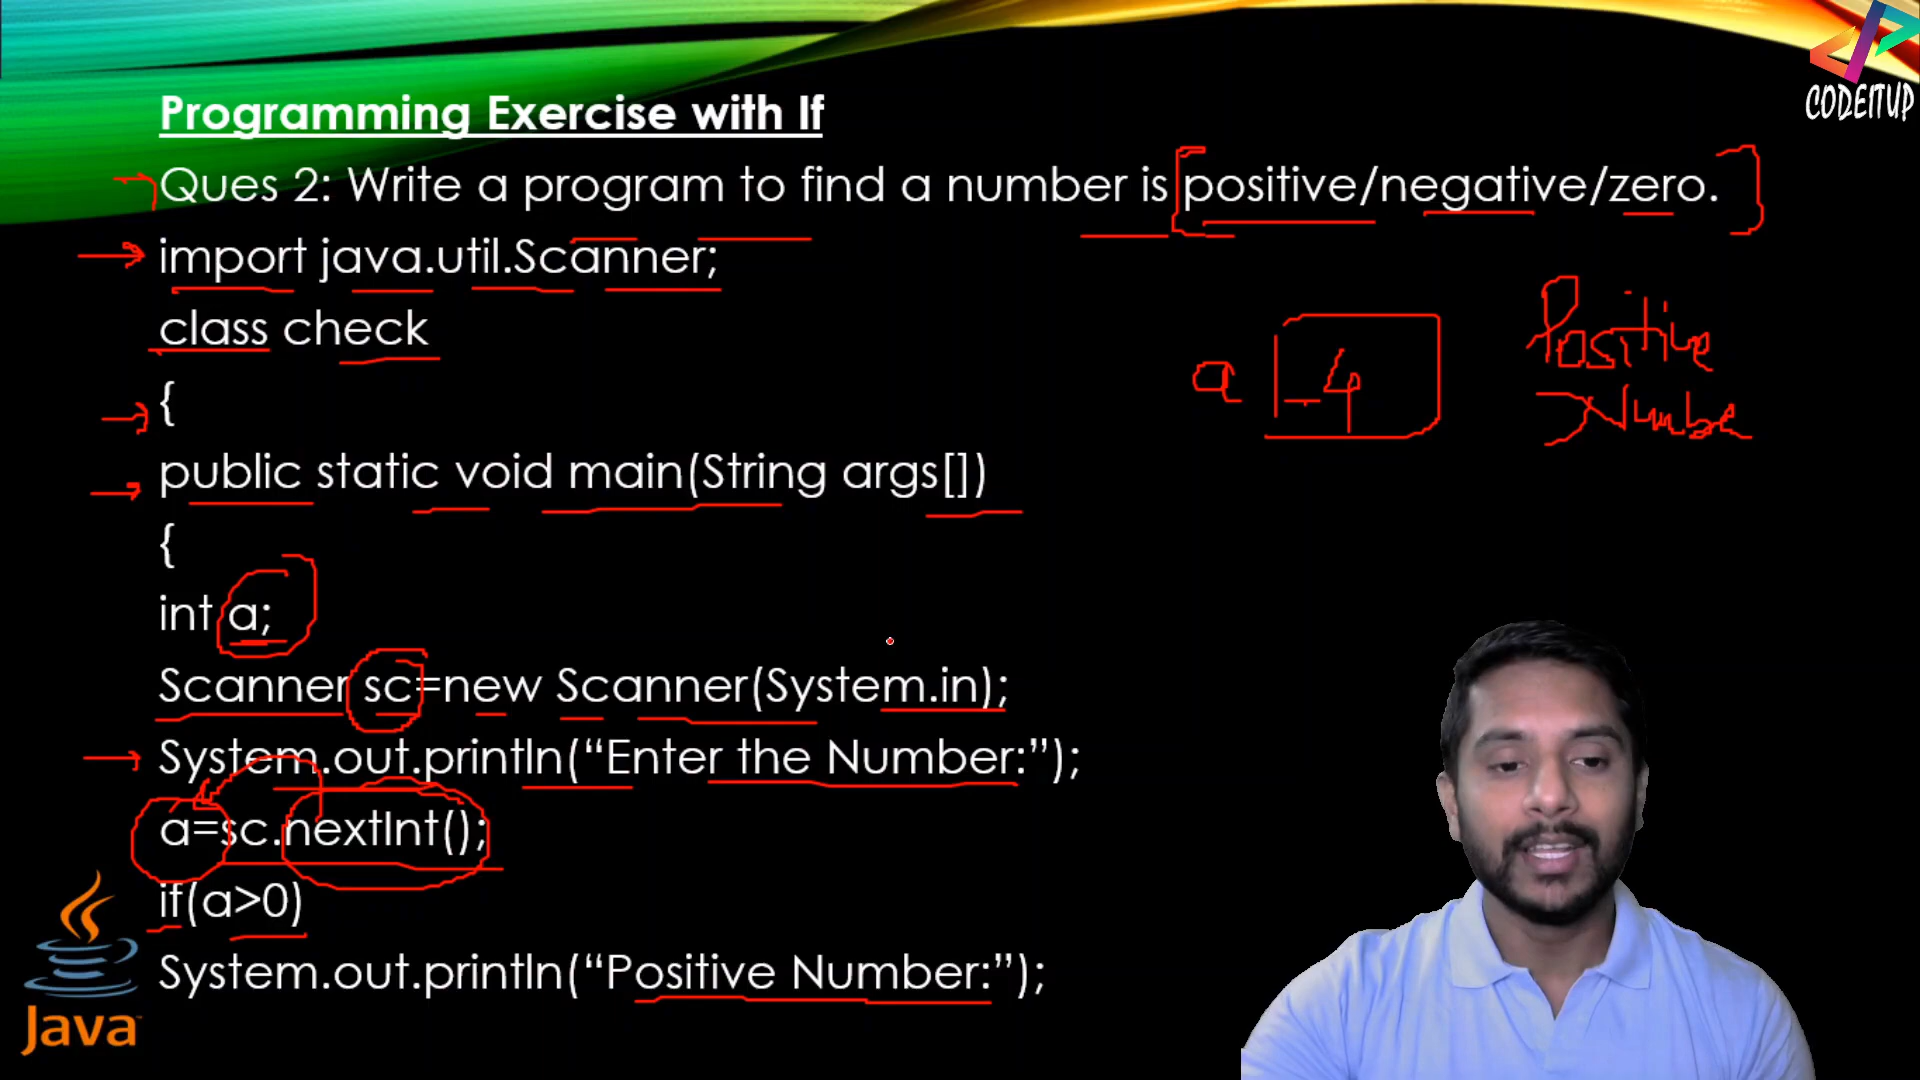 CODEITUP
Programming Exercise with If
Ques 2: Write a program to find a number is positive/negative/zero.
import java.util.Scanner;
class check
{
public static void main(String args[])
{
int a;
Scanner sc=new Scanner(System.in);
System.out.println(“Enter the Number:”);
a=sc.nextInt();
if(a>0)
System.out.println(“Positive Number:”);
a -4
Positive
Numbe
Java